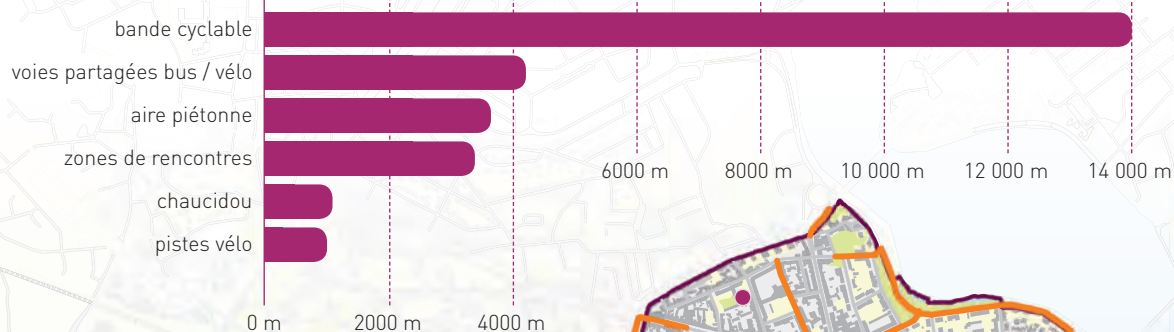 bande cyclable
voies partagées bus / vélo
aire piétonne
zones de rencontres
6000 m 8000 m 10 000 m 12 000 m 14 000 m
chaucidou
pistes vélo
0 m 2000 m 4000 m